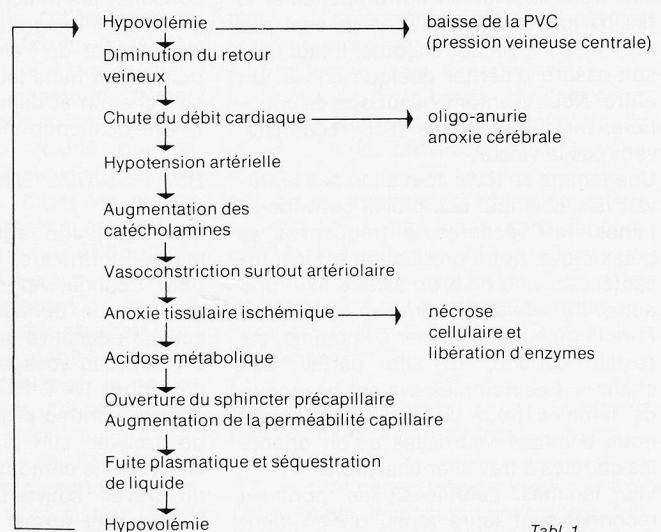 Hypovolémie
baisse de la PVC
(pression veineuse centrale)
Diminution du retour
veineux
Chute du débit cardiaque
oligo-anurie
anoxie cérébrale
Hypotension artérielle
Augmentation des
catécholamines
Vasocohstriction surtout artériolaire
Anoxie tissulaire ischémique
nécrose
cellulaire et
libération d'enzymes
Acidose métabolique
Ouverture du sphincter précapillaire
Augmentation de la perméabilité capillaire
Fuite plasmatique et séquestration
de liquide
Hypovolémie
Tabl. 1